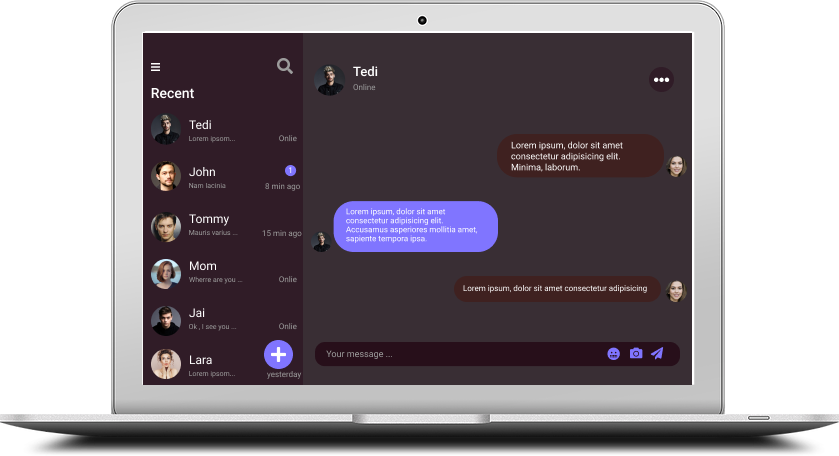 Recent
Tedi
Lorem ipsom...
Onlie
John
1
Nam lacinia
8 min ago
Tommy
Mauris varius ...
15 min ago
Mom
Wherre are you ...
Onlie
Jai
Ok , I see you ...
Onlie
Lara
Lorem ipsom...
yesterday
Tedi
Online
Lorem ipsum, dolor sit amet
consectetur adipisicing elit.
Minima, laborum.
Lorem ipsum, dolor sit amet
consectetur adipisicing elit.
Accusamus asperiores mollitia amet,
sapiente tempora ipsa.
Lorem ipsum, dolor sit amet consectetur adipisicing
Your message ...